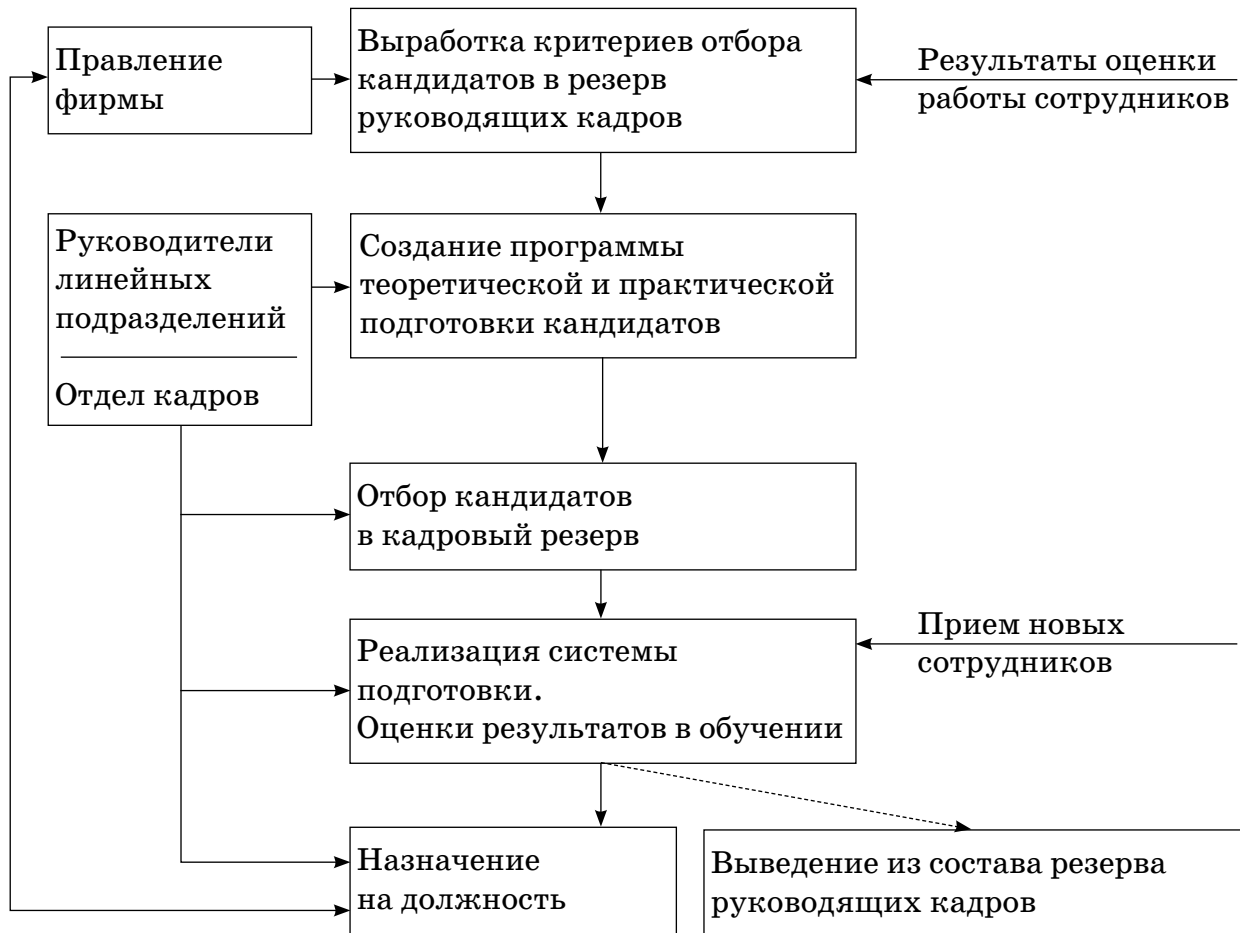 Правление
фирмы
Выработка критериев отбора
кандидатов в резерв
руководящих кадров
Результаты оценки
работы сотрудников
Руководители
линейных
подразделений
Отдел кадров
Создание программы
теоретической и практической
подготовки кандидатов
Отбор кандидатов
в кадровый резерв
Реализация системы
подготовки.
Оценки результатов в обучении
Прием новых
сотрудников
Назначение
на должность
Выведение из состава резерва
руководящих кадров